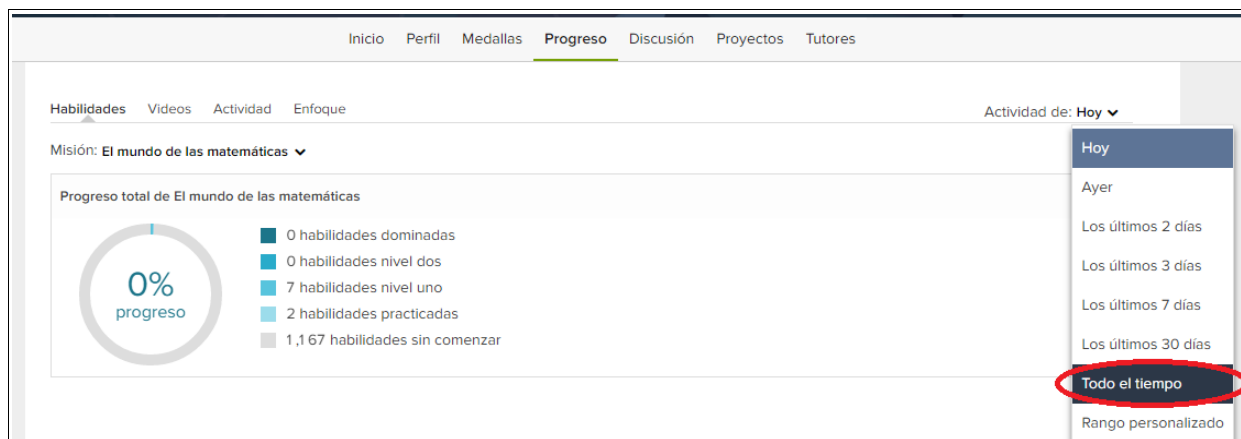 Inicio Perfil Medallas Progreso Discusión Proyectos Tutores
Habilidades Videos Actividad Enfoque
Actividad de: Hoy
Misión: El mundo de las matemáticas
Progreso total de El mundo de las matemáticas
0%
progreso
0 habilidades dominadas
0 habilidades nivel dos
7 habilidades nivel uno
2 habilidades practicadas
1,167 habilidades sin comenzar
Hoy
Ayer
Los últimos 2 días
Los últimos 3 días
Los últimos 7 días
Los últimos 30 días
Todo el tiempo
Rango personalizado